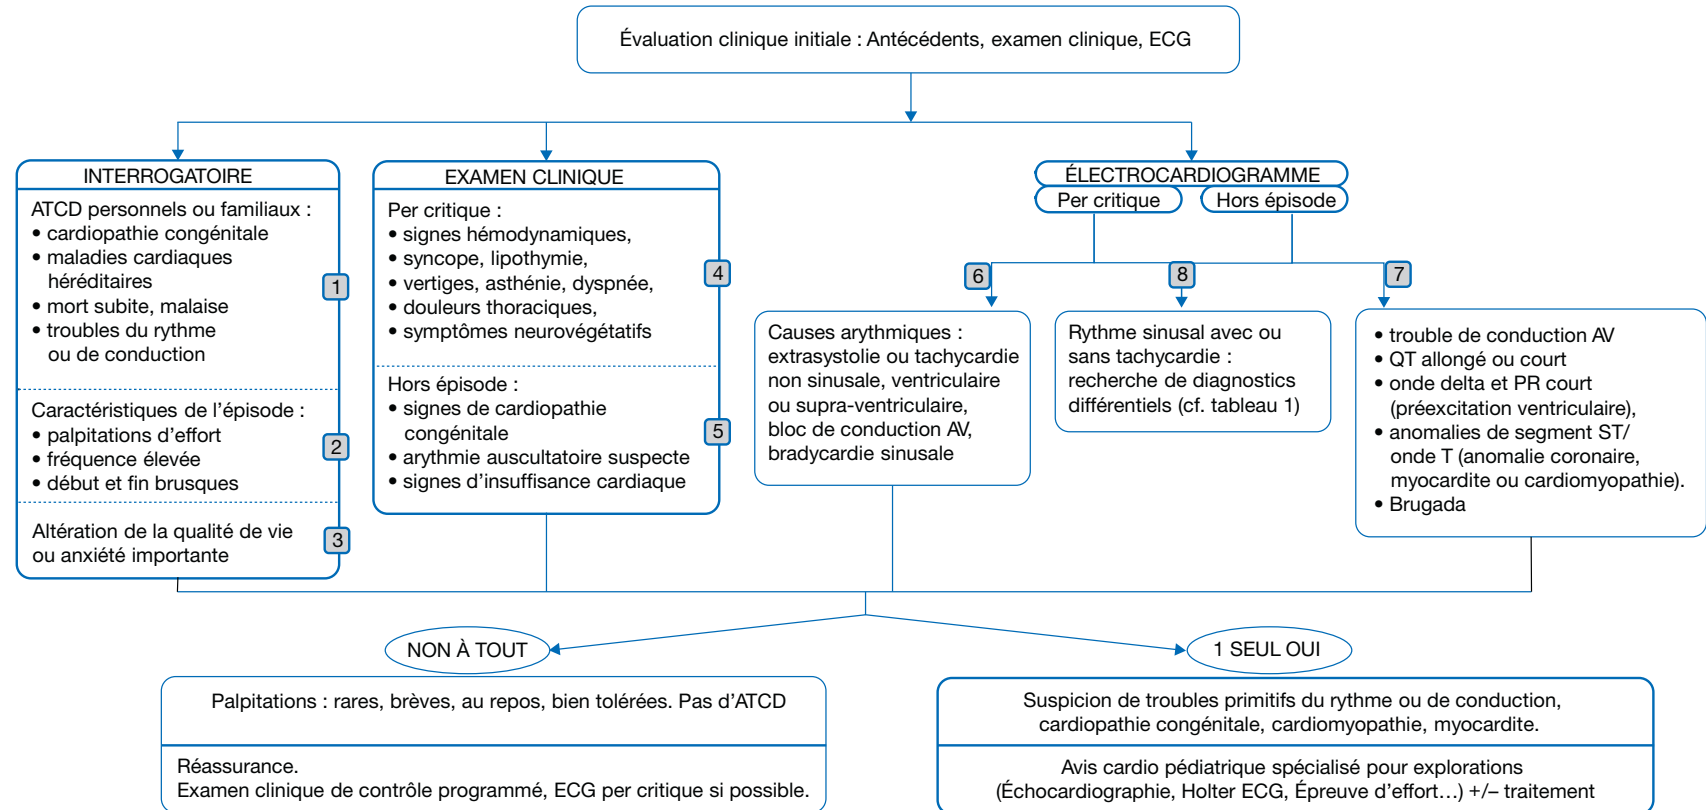 Évaluation clinique initiale : Antécédents, examen clinique, ECG
INTERROGATOIRE
ATCD personnels ou familiaux :
• cardiopathie congénitale
• maladies cardiaques
héréditaires
• mort subite, malaise
• troubles du rythme
ou de conduction
1
Caractéristiques de l’épisode :
• palpitations d’effort
• fréquence élevée
• début et fin brusques
2
Altération de la qualité de vie
ou anxiété importante
3
EXAMEN CLINIQUE
Per critique :
• signes hémodynamiques,
• syncope, lipothymie,
• vertiges, asthénie, dyspnée,
• douleurs thoraciques,
• symptômes neurovégétatifs
4
Hors épisode :
• signes de cardiopathie
congénitale
• arythmie auscultatoire suspecte
• signes d’insuffisance cardiaque
5
ÉLECTROCARDIOGRAMME
Per critique
Hors épisode
6
Causes arythmiques :
extrasystolie ou tachycardie
non sinusale, ventriculaire
ou supra-ventriculaire,
bloc de conduction AV,
bradycardie sinusale
8
Rythme sinusal avec ou
sans tachycardie :
recherche de diagnostics
différentiels (cf. tableau 1)
7
• trouble de conduction AV
• QT allongé ou court
• onde delta et PR court
(préexcitation ventriculaire),
• anomalies de segment ST/
onde T (anomalie coronaire,
myocardite ou cardiomyopathie).
• Brugada
NON À TOUT
Palpitations : rares, brèves, au repos, bien tolérées. Pas d’ATCD
Réassurance.
Examen clinique de contrôle programmé, ECG per critique si possible.
1 SEUL OUI
Suspicion de troubles primitifs du rythme ou de conduction,
cardiopathie congénitale, cardiomyopathie, myocardite.
Avis cardio pédiatrique spécialisé pour explorations
(Échocardiographie, Holter ECG, Épreuve d’effort…) +/– traitement